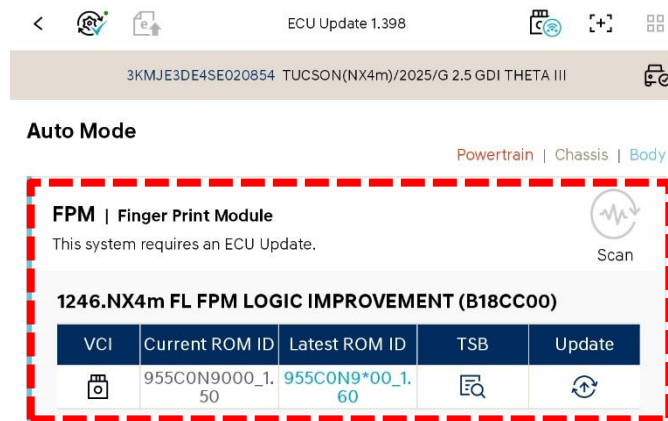 ECU Update 1.398
3KMJE3DE4SE020854 TUCSON(NX4m)/2025/G 2.5 GDI THETA III
Auto Mode
Powertrain | Chassis | Body
FPM | Finger Print Module
This system requires an ECU Update.
Scan
1246.NX4m FL FPM LOGIC IMPROVEMENT (B18CC00)
VCI Current ROM ID Latest ROM ID TSB Update
955C0N9000_1.50 955C0N9*00_1.60